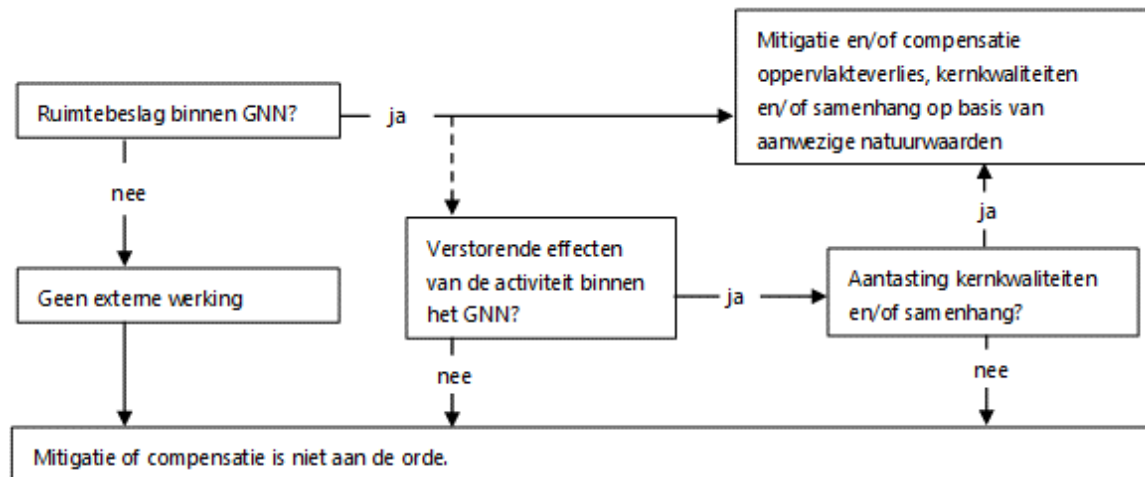 Mitigatie en/of compensatie
oppervlakteverlies, kernkwaliteiten
en/of samenhang op basis van
aanwezige natuurwaarden
Ruimtebeslag binnen GNN?
ja
nee
ja
Verstorende effecten
van de activiteit binnen
het GNN?
Geen externe werking
ja
Aantasting kernkwaliteiten
en/of samenhang?
nee
nee
Mitigatie of compensatie is niet aan de orde.